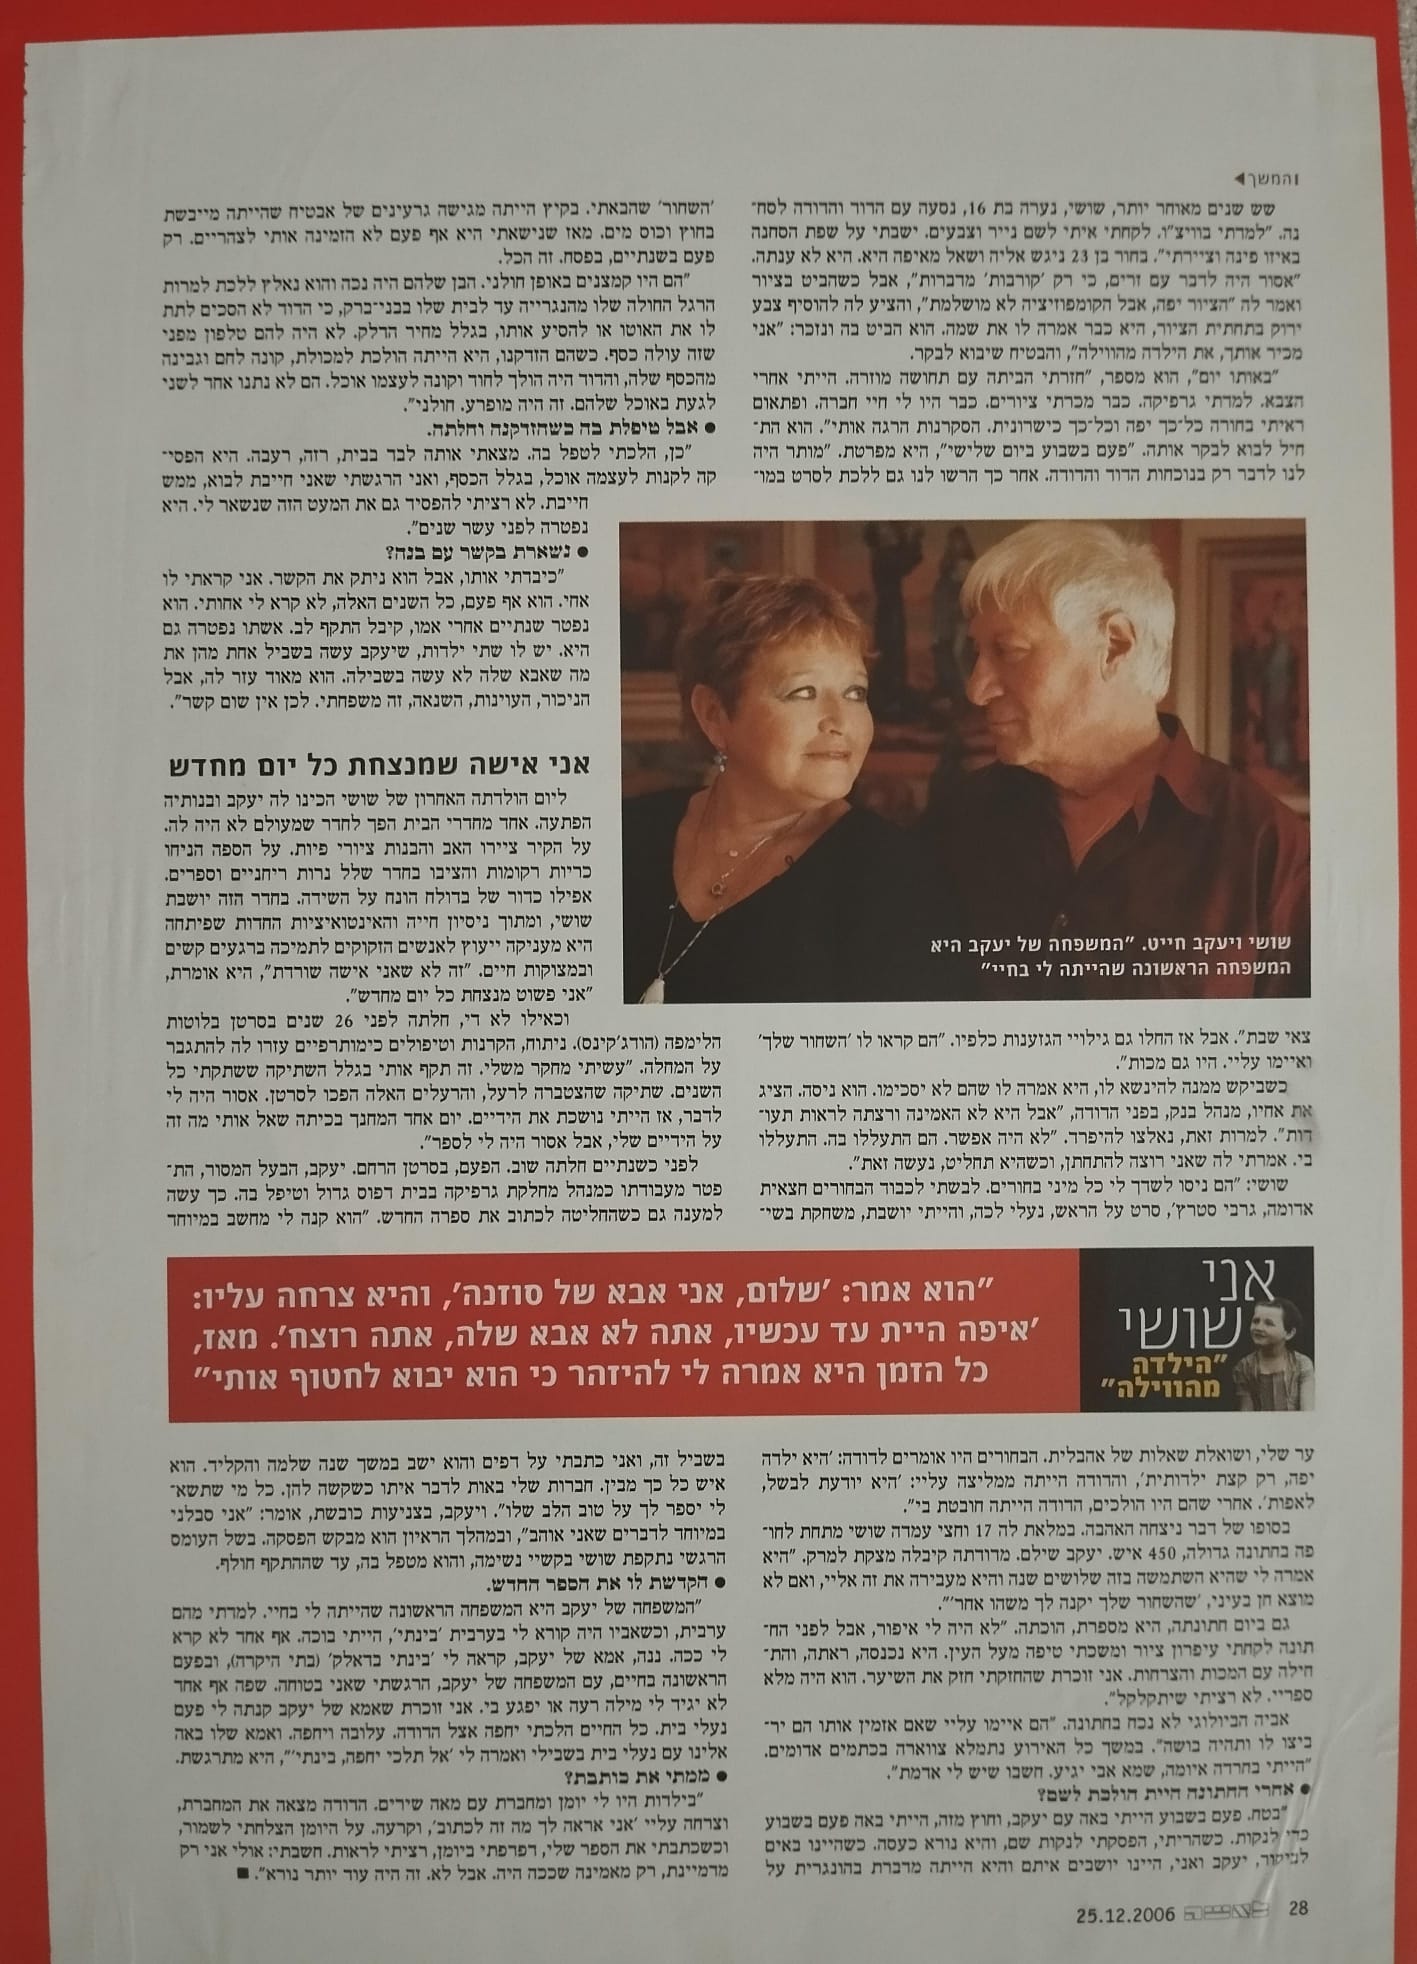 והמשך
שש שנים מאוחר יותר, שושי, נערה בת 16, נסעה עם הדוד והדודה לסח־
נה. "למדתי בוויצ"ו. לקחתי איתי לשם נייר וצבעים. ישבתי על שפת הסחנה
באיזו פינה וציירתי". בחור בן 23 ניגש אליה ושאל מאיפה היא. היא לא ענתה.
"אסור היה לדבר עם זרים, כי רק 'קורבות' מדברות", אבל כשהביט בציור
ואמר לה "הציור יפה, אבל הקומפוזיציה לא מושלמת", והציע לה להוסיף צבע
ירוק בתחתית הציור, היא כבר אמרה לו את שמה. הוא הביט בה ונזכר: "אני
מכיר אותך, את הילדה מהווילה", והבטיח שיבוא לבקר.
"באותו יום", הוא מספר, "חזרתי הביתה עם תחושה מוזרה. הייתי אחרי
הצבא. למדתי גרפיקה. כבר מכרתי ציורים. כבר היו לי חיי חברה. ופתאום
ראיתי בחורה כל־כך יפה וכל־כך כישרונית. הסקרנות הרגה אותי". הוא הת־
חיל לבוא לבקר אותה. "פעם בשבוע ביום שלישי", היא מפרטת. "מותר היה
לנו לדבר רק בנוכחות הדוד והדודה. אחר כך הרשו לנו גם ללכת לסרט במו־
שושי ויעקב חייט. "המשפחה של יעקב היא
המשפחה הראשונה שהייתה לי בחיי"
צאי שבת". אבל אז החלו גם גילויי הגזענות כלפיו. "הם קראו לו 'השחור שלך'
ואיימו עליי. היו גם מכות".
כשביקש ממנה להינשא לו, היא אמרה לו שהם לא יסכימו. הוא ניסה. הציג
את אחיו, מנהל בנק, בפני הדודה, "אבל היא לא האמינה ורצתה לראות תעו־
דות". למרות זאת, נאלצו להיפרד. "לא היה אפשר. הם התעללו בה. התעללו
בי. אמרתי לה שאני רוצה להתחתן, וכשהיא תחליט, נעשה זאת".
שושי: "הם ניסו לשדך לי כל מיני בחורים. לבשתי לכבוד הבחורים חצאית
אדומה, גרבי סטרץ', סרט על הראש, נעלי לכה, והייתי יושבת, משחקת בשי־
ער שלי, ושואלת שאלות של אהבלית. הבחורים היו אומרים לדודה: 'היא ילדה
יפה, רק קצת ילדותית', והדודה הייתה ממליצה עליי: 'היא יודעת לבשל,
לאפות'. אחרי שהם היו הולכים, הדודה הייתה חובטת בי".
בסופו של דבר ניצחה האהבה. במלאת לה 17 וחצי עמדה שושי מתחת לחו־
פה בחתונה גדולה, 450 איש. יעקב שילם. מדודתה קיבלה מצקת למרק. "היא
אמרה לי שהיא השתמשה בזה שלושים שנה והיא מעבירה את זה אליי, ואם לא
מוצא חן בעיני, 'שהשחור שלך יקנה לך משהו אחר'".
גם ביום חתונתה, היא מספרת, הוכתה. "לא היה לי איפור, אבל לפני הח־
תונה לקחתי עיפרון ציור ומשכתי טיפה מעל העין. היא נכנסה, ראתה, והת־
חילה עם המכות והצרחות. אני זוכרת שהחזקתי חזק את השיער. הוא היה מלא
ספריי. לא רציתי שיתקלקל".
אביה הביולוגי לא נכח בחתונה. "הם איימו עליי שאם אזמין אותו הם יר־
ביצו לו ותהיה בושה". במשך כל האירוע נתמלא צווארה בכתמים אדומים.
"הייתי בחרדה איומה, שמא אבי יגיע. חשבו שיש לי אדמת".
● אחרי החתונה היית הולכת לשם?
"בטח. פעם בשבוע הייתי באה עם יעקב, וחוץ מזה, הייתי באה פעם בשבוע
כדי לנקות. כשהריתי, הפסקתי לנקות שם, והיא נורא כעסה. כשהיינו באים
לביקור, יעקב ואני, היינו יושבים איתם והיא הייתה מדברת בהונגרית על
'השחור' שהבאתי. בקיץ הייתה מגישה גרעינים של אבטיח שהייתה מייבשת
בחוץ וכוס מים. מאז שנישאתי היא אף פעם לא הזמינה אותי לצהריים. רק
פעם בשנתיים, בפסח. זה הכל.
"הם היו קמצנים באופן חולני. הבן שלהם היה נכה והוא נאלץ ללכת למרות
הרגל החולה שלו מהנגרייה עד לבית שלו בבני־ברק, כי הדוד לא הסכים לתת
לו את האוטו או להסיע אותו, בגלל מחיר הדלק. לא היה להם טלפון מפני
שזה עולה כסף. כשהם הזדקנו, היא הייתה הולכת למכולת, קונה לחם וגבינה
מהכסף שלה, והדוד היה הולך לחוד וקונה לעצמו אוכל. הם לא נתנו אחד לשני
לגעת באוכל שלהם. זה היה מופרע. חולני".
● אבל טיפלת בה כשהזדקנה וחלתה.
"כן, הלכתי לטפל בה. מצאתי אותה לבד בבית, רזה, רעבה. היא הפסי־
קה לקנות לעצמה אוכל, בגלל הכסף, ואני הרגשתי שאני חייבת לבוא, ממש
חייבת. לא רציתי להפסיד גם את המעט הזה שנשאר לי. היא
נפטרה לפני עשר שנים".
● נשארת בקשר עם בנה?
"כיבדתי אותו, אבל הוא ניתק את הקשר. אני קראתי לו
אחי. הוא אף פעם, כל השנים האלה, לא קרא לי אחותי. הוא
נפטר שנתיים אחרי אמו, קיבל התקף לב. אשתו נפטרה גם
היא. יש לו שתי ילדות, שיעקב עשה בשביל אחת מהן את
מה שאבא שלה לא עשה בשבילה. הוא מאוד עזר לה, אבל
הניכור, העוינות, השנאה, זה משפחתי. לכן אין שום קשר".
אני אישה שמנצחת כל יום מחדש
ליום הולדתה האחרון של שושי הכינו לה יעקב ובנותיה
הפתעה. אחד מחדרי הבית הפך לחדר שמעולם לא היה לה.
על הקיר ציירו האב והבנות ציורי פיות. על הספה הניחו
כריות רקומות והציבו בחדר שלל נרות ריחניים וספרים.
אפילו כדור של בדולח הונח על השידה. בחדר הזה יושבת
שושי, ומתוך ניסיון חייה והאינטואיציות החדות שפיתחה
היא מעניקה ייעוץ לאנשים הזקוקים לתמיכה ברגעים קשים
ובמצוקות חיים. "זה לא שאני אישה שורדת", היא אומרת,
"אני פשוט מנצחת כל יום מחדש".
וכאילו לא די, חלתה לפני 26 שנים בסרטן בלוטות
הלימפה (הודג'קינס). ניתוח, הקרנות וטיפולים כימותרפיים עזרו לה להתגבר
על המחלה. "עשיתי מחקר משלי. זה תקף אותי בגלל השתיקה ששתקתי כל
השנים. שתיקה שהצטברה לרעל, והרעלים האלה הפכו לסרטן. אסור היה לי
לדבר, אז הייתי נושכת את הידיים. יום אחד המחנך בכיתה שאל אותי מה זה
על הידיים שלי, אבל אסור היה לי לספר".
לפני כשנתיים חלתה שוב. הפעם, בסרטן הרחם. יעקב, הבעל המסור, הת־
פטר מעבודתו כמנהל מחלקת גרפיקה בבית דפוס גדול וטיפל בה. כך עשה
למענה גם כשהחליטה לכתוב את ספרה החדש. "הוא קנה לי מחשב במיוחד
בשביל זה, ואני כתבתי על דפים והוא ישב במשך שנה שלמה והקליד. הוא
איש כל כך מבין. חברות שלי באות לדבר איתו כשקשה להן. כל מי שתשא־
לי יספר לך על טוב הלב שלו". ויעקב, בצניעות כובשת, אומר: "אני סבלני
במיוחד לדברים שאני אוהב", ובמהלך הראיון הוא מבקש הפסקה. בשל העומס
הרגשי נתקפת שושי בקשיי נשימה, והוא מטפל בה, עד שההתקף חולף.
● הקדשת לו את הספר החדש.
"המשפחה של יעקב היא המשפחה הראשונה שהייתה לי בחיי. למדתי מהם
ערבית, וכשאביו היה קורא לי בערבית 'בינתי', הייתי בוכה. אף אחד לא קרא
לי ככה. ננה, אמא של יעקב, קראה לי 'בינתי בדאלק' (בתי היקרה), ובפעם
הראשונה בחיים, עם המשפחה של יעקב, הרגשתי שאני בטוחה. שפה אף אחד
לא יגיד לי מילה רעה או יפגע בי. אני זוכרת שאמא של יעקב קנתה לי פעם
נעלי בית. כל החיים הלכתי יחפה אצל הדודה. עלובה ויחפה. ואמא שלו באה
אלינו עם נעלי בית בשבילי ואמרה לי 'אל תלכי יחפה, בינתי'", היא מתרגשת.
● ממתי את כותבת?
"בילדות היו לי יומן ומחברת עם מאה שירים. הדודה מצאה את המחברת,
וצרחה עליי 'אני אראה לך מה זה לכתוב', וקרעה. על היומן הצלחתי לשמור,
וכשכתבתי את הספר שלי, דפדפתי ביומן, רציתי לראות. חשבתי: אולי אני רק
מדמיינת, רק מאמינה שככה היה. אבל לא. זה היה עוד יותר נורא". ■
אני
שושי
"הילדה
מהווילה"
"הוא אמר: 'שלום, אני אבא של סוזנה', והיא צרחה עליו:
'איפה היית עד עכשיו, אתה לא אבא שלה, אתה רוצח'. מאז,
כל הזמן היא אמרה לי להיזהר כי הוא יבוא לחטוף אותי"
28
25.12.2006